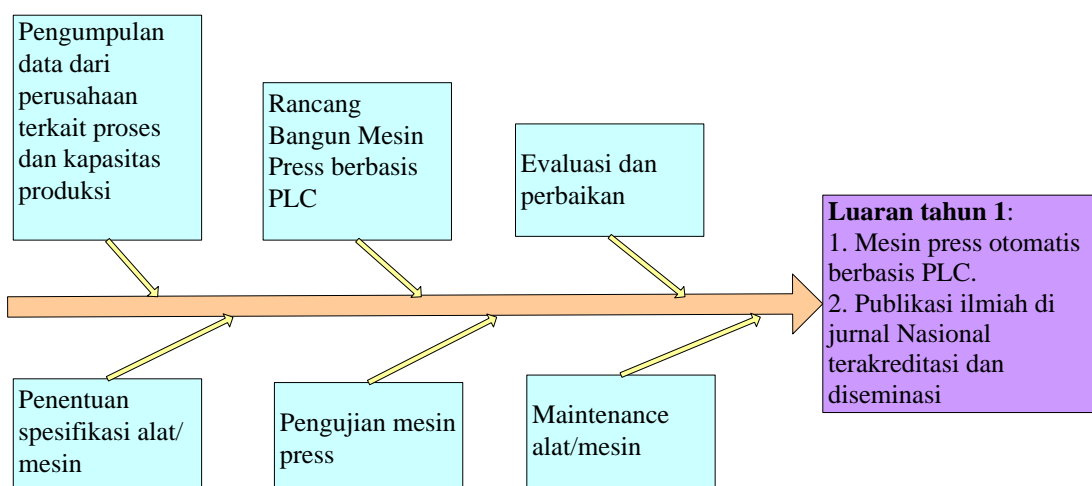 Pengumpulan
data dari
perusahaan
terkait proses
dan kapasitas
produksi
Rancang
Bangun Mesin
Press berbasis
PLC
Evaluasi dan
perbaikan
Luaran tahun 1:
1. Mesin press otomatis
berbasis PLC.
2. Publikasi ilmiah di
jurnal Nasional
terakreditasi dan
diseminasi
Penentuan
spesifikasi alat/
mesin
Pengujian mesin
press
Maintenance
alat/mesin